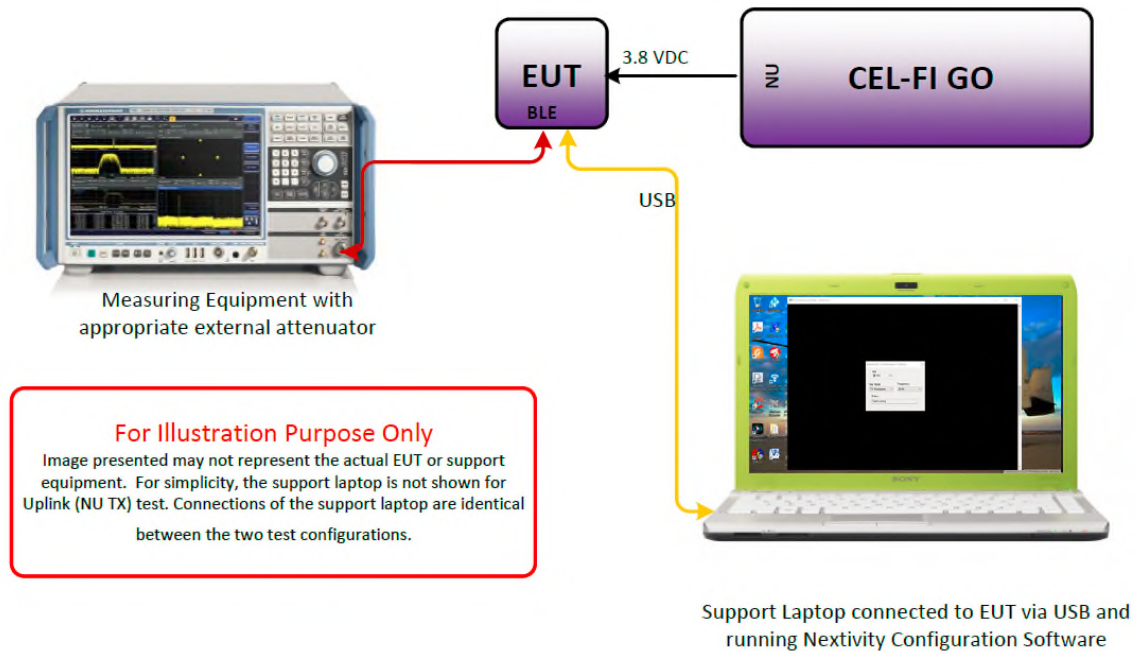 EUT
BLE
3.8 VDC
NU
CEL-FI GO
USB
Measuring Equipment with
appropriate external attenuator
For Illustration Purpose Only
Image presented may not represent the actual EUT or support
equipment. For simplicity, the support laptop is not shown for
Uplink (NU TX) test. Connections of the support laptop are identical
between the two test configurations.
SONY
Support Laptop connected to EUT via USB and
running Nextivity Configuration Software